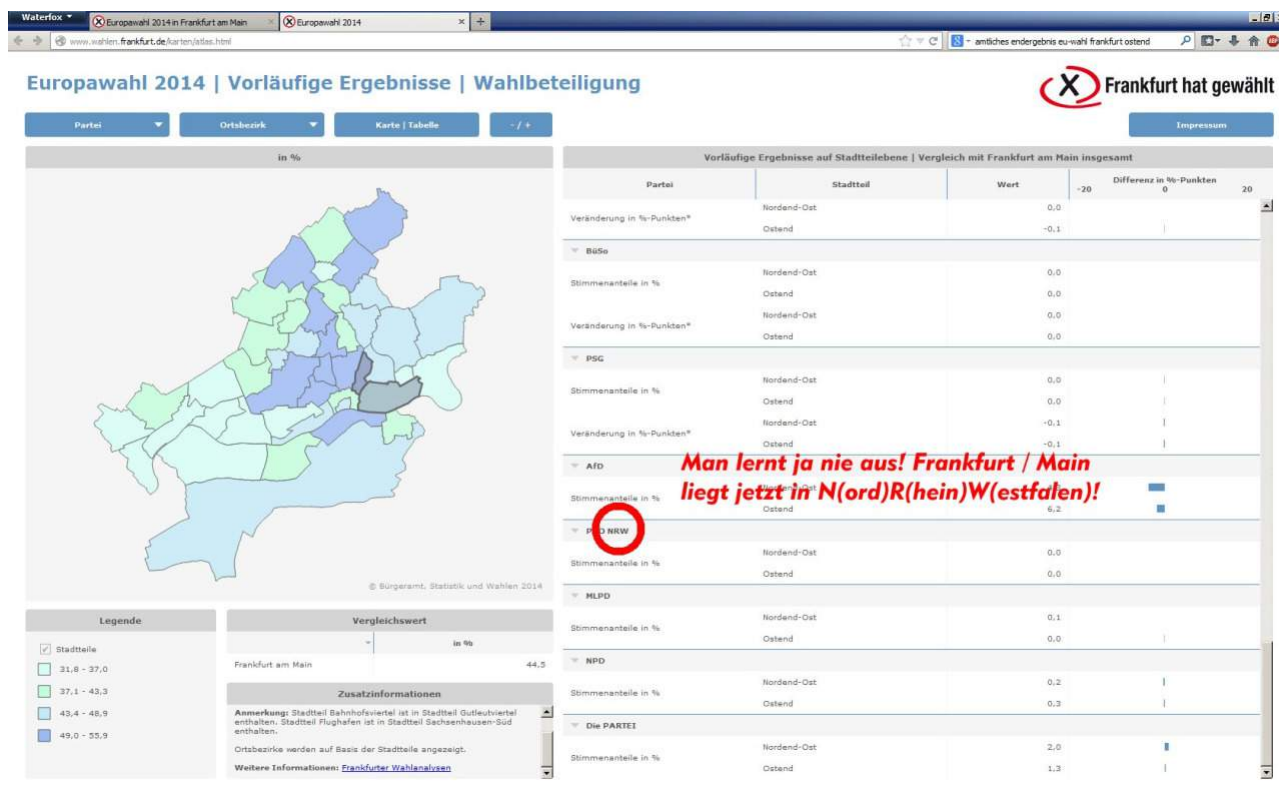 Waterfox
Europawahl 2014 in Frankfurt am Main
Europawahl 2014
www.wahlen.frankfurt.de/karten/atlas.html
amtliches endergebnis eu-wahl frankfurt ostend
Europawahl 2014 | Vorläufige Ergebnisse | Wahlbeteiligung
Frankfurt hat gewählt
Partei
Ortsbezirk
Karte | Tabelle
- / +
Impressum
in %
© Bürgeramt, Statistik und Wahlen 2014
Legende
Stadtteile
31,8 - 37,0
37,1 - 43,3
43,4 - 48,9
49,0 - 55,9
Vergleichswert
in %
Frankfurt am Main 44,5
Zusatzinformationen
Anmerkung: Stadtteil Bahnhofsviertel ist in Stadtteil Gutleutviertel
enthalten. Stadtteil Flughafen ist in Stadtteil Sachsenhausen-Süd
enthalten.
Ortsbezirke werden auf Basis der Stadtteile angezeigt.
Weitere Informationen: Frankfurter Wahlanalysen
Vorläufige Ergebnisse auf Stadtteilebene | Vergleich mit Frankfurt am Main insgesamt
Partei Stadtteil Wert Differenz in %-Punkten
-20 0 20
Veränderung in %-Punkten*
Nordend-Ost 0,0
Ostend -0,1
BüSo
Stimmenanteile in %
Nordend-Ost 0,0
Ostend 0,0
Veränderung in %-Punkten*
Nordend-Ost 0,0
Ostend 0,0
PSG
Stimmenanteile in %
Nordend-Ost 0,0
Ostend 0,0
Veränderung in %-Punkten*
Nordend-Ost -0,1
Ostend -0,1
AfD
Man lernt ja nie aus! Frankfurt / Main
liegt jetzt in N(ord)R(hein)W(estfalen)!
Stimmenanteile in %
Ostend 6,2
NRW
Stimmenanteile in %
Nordend-Ost 0,0
Ostend 0,0
MLPD
Stimmenanteile in %
Nordend-Ost 0,1
Ostend 0,0
NPD
Stimmenanteile in %
Nordend-Ost 0,2
Ostend 0,3
Die PARTEI
Stimmenanteile in %
Nordend-Ost 2,0
Ostend 1,3